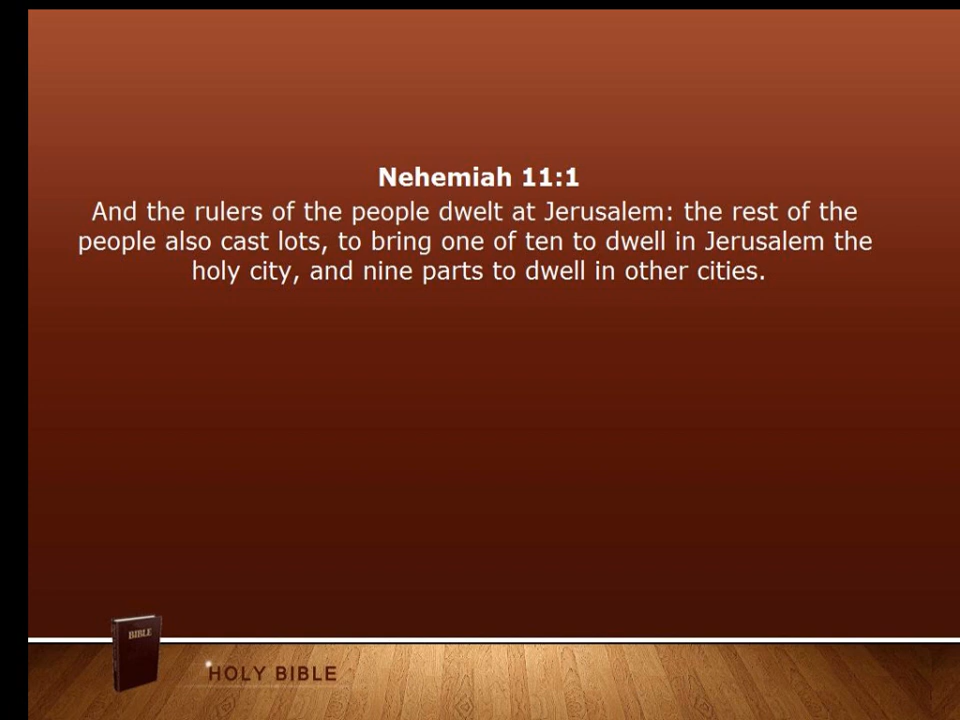 Nehemiah 11:1
And the rulers of the people dwelt at Jerusalem: the rest of the
people also cast lots, to bring one of ten to dwell in Jerusalem the
holy city, and nine parts to dwell in other cities.
BIBLE
HOLY BIBLE